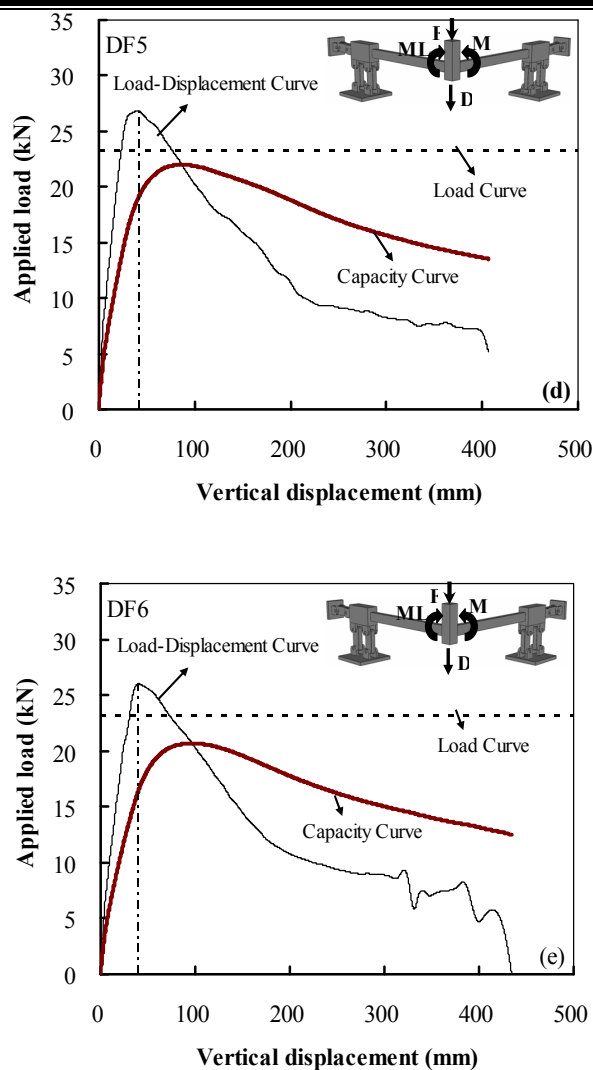 DF5
F
ML
M
D
Load-Displacement Curve
Load Curve
Capacity Curve
(d)
Applied load (kN)
35
30
25
20
15
10
5
0
0 100 200 300 400 500
Vertical displacement (mm)
DF6
M
D
Load-Displacement Curve
Load Curve
Capacity Curve
(e)
Applied load (kN)
35
30
25
20
15
10
5
0
0 100 200 300 400 500
Vertical displacement (mm)